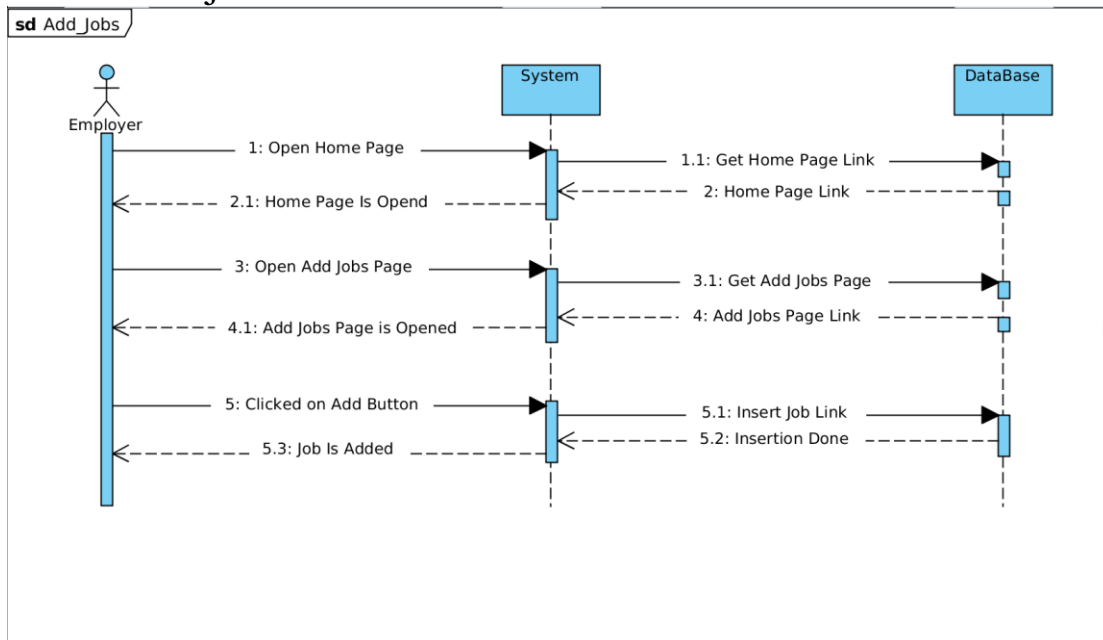 sd Add_Jobs
System
DataBase
Employer
1: Open Home Page
1.1: Get Home Page Link
2: Home Page Link
2.1: Home Page Is Opend
3: Open Add Jobs Page
3.1: Get Add Jobs Page
4: Add Jobs Page Link
4.1: Add Jobs Page is Opened
5: Clicked on Add Button
5.1: Insert Job Link
5.2: Insertion Done
5.3: Job Is Added